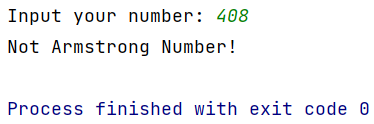 Input your number: 408
Not Armstrong Number!
Process finished with exit code 0